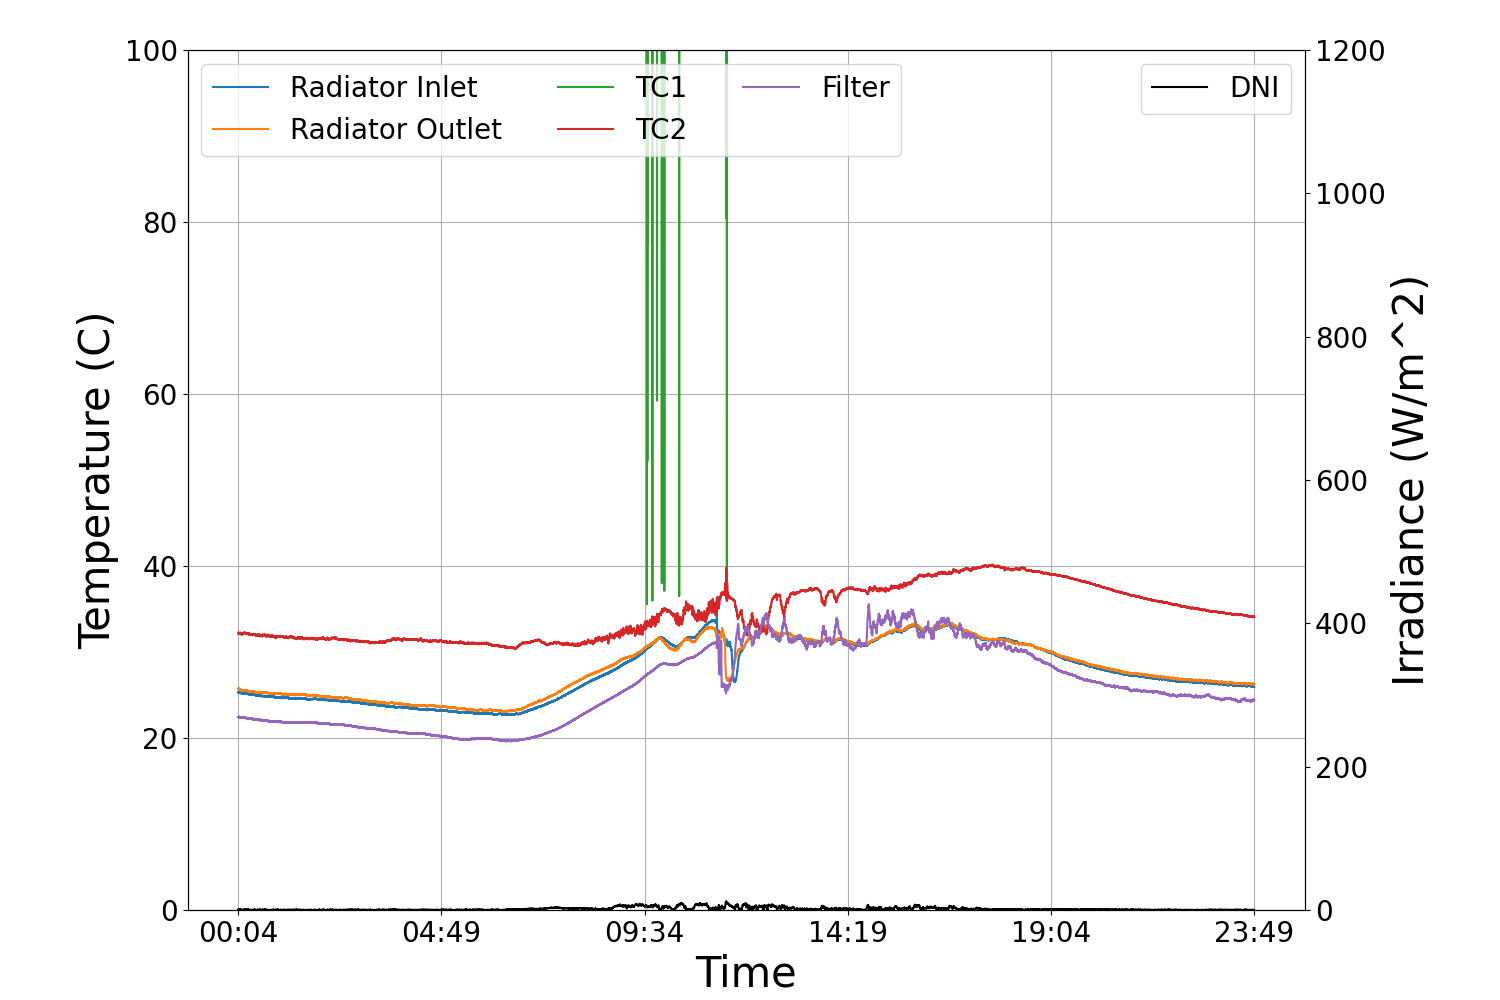 Radiator Inlet
Radiator Outlet
TC1
TC2
Filter
DNI
Temperature (C)
100
80
60
40
20
0
Irradiance (W/m^2)
1200
1000
800
600
400
200
0
00:04
04:49
09:34
14:19
19:04
23:49
Time